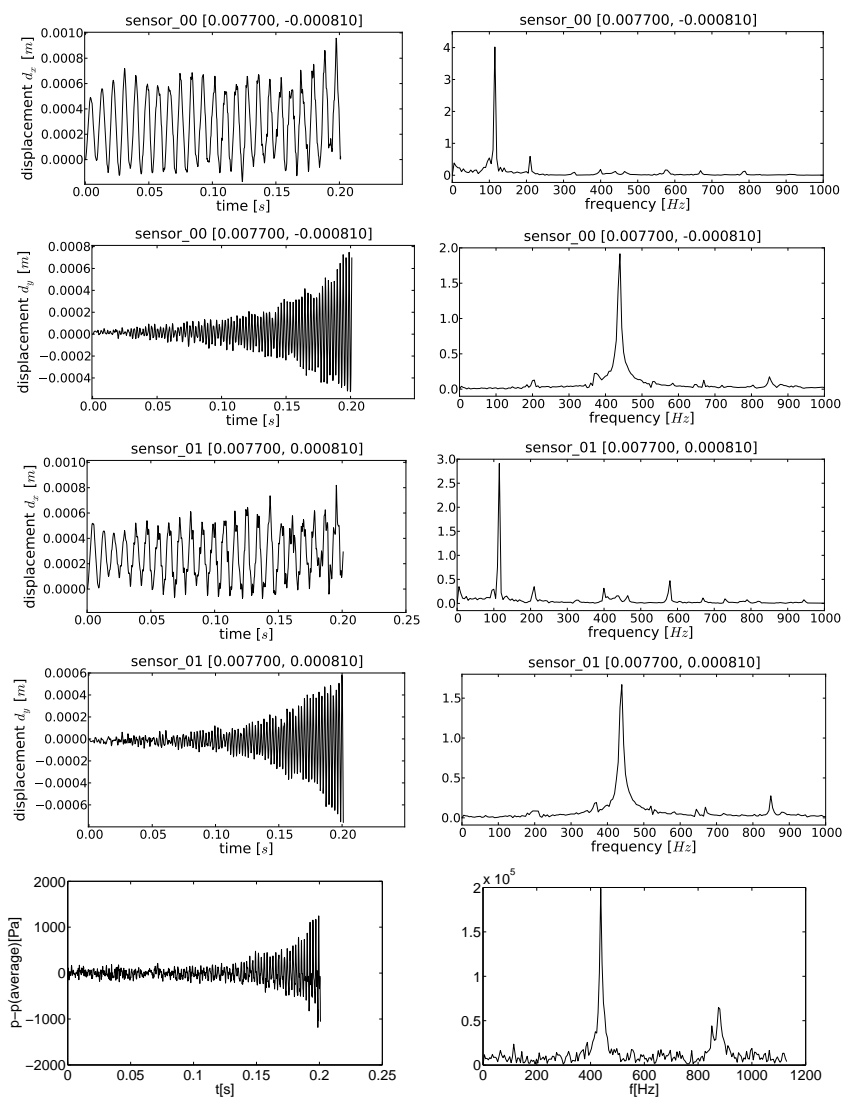 sensor_00 [0.007700, -0.000810]
displacement dₓ [m]
0.0010
0.0008
0.0006
0.0004
0.0002
0.0000
0.00 0.05 0.10 0.15 0.20
time [s]
sensor_00 [0.007700, -0.000810]
4
3
2
1
0
0 100 200 300 400 500 600 700 800 900 1000
frequency [Hz]
sensor_00 [0.007700, -0.000810]
displacement d_y [m]
0.0008
0.0006
0.0004
0.0002
0.0000
−0.0002
−0.0004
0.00 0.05 0.10 0.15 0.20
time [s]
sensor_00 [0.007700, -0.000810]
2.0
1.5
1.0
0.5
0.0
0 100 200 300 400 500 600 700 800 900 1000
frequency [Hz]
sensor_01 [0.007700, 0.000810]
displacement dₓ [m]
0.0010
0.0008
0.0006
0.0004
0.0002
0.0000
0.00 0.05 0.10 0.15 0.20 0.25
time [s]
sensor_01 [0.007700, 0.000810]
3.0
2.5
2.0
1.5
1.0
0.5
0.0
0 100 200 300 400 500 600 700 800 900 1000
frequency [Hz]
sensor_01 [0.007700, 0.000810]
displacement d_y [m]
0.0006
0.0004
0.0002
0.0000
−0.0002
−0.0004
−0.0006
0.00 0.05 0.10 0.15 0.20
time [s]
sensor_01 [0.007700, 0.000810]
1.5
1.0
0.5
0.0
0 100 200 300 400 500 600 700 800 900 1000
frequency [Hz]
p−p(average)[Pa]
2000
1000
0
−1000
−2000
0 0.05 0.1 0.15 0.2 0.25
t[s]
x 10⁵
2
1.5
1
0.5
0
0 200 400 600 800 1000 1200
f[Hz]